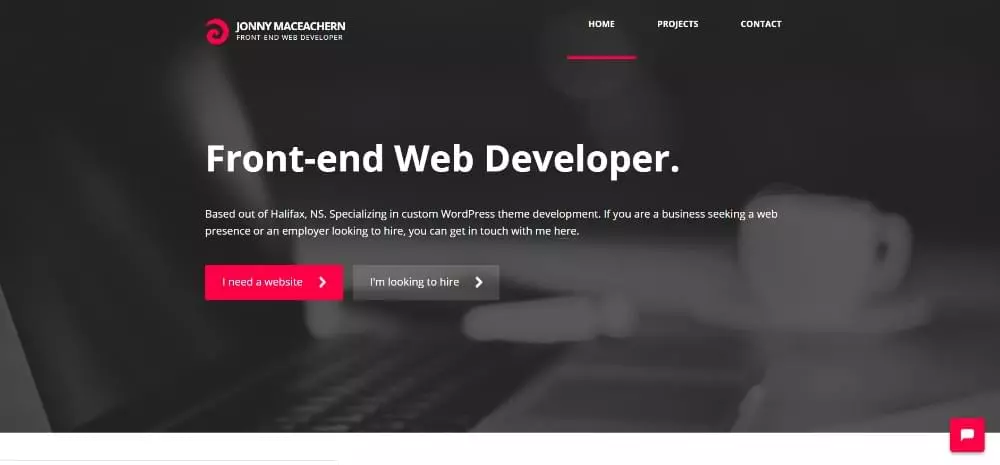 JONNY MACEACHERN
FRONT END WEB DEVELOPER
HOME
PROJECTS
CONTACT
Front-end Web Developer.
Based out of Halifax, NS. Specializing in custom WordPress theme development. If you are a business seeking a web
presence or an employer looking to hire, you can get in touch with me here.
I need a website
I'm looking to hire